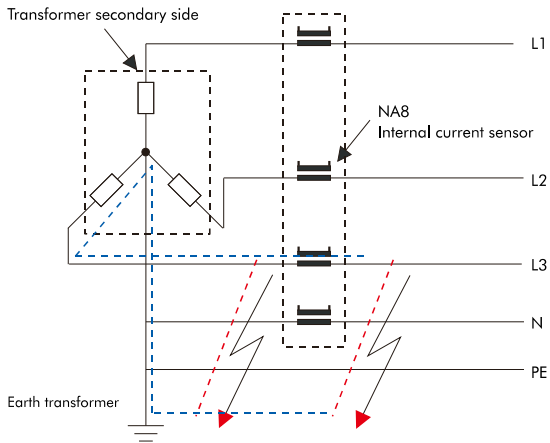 Transformer secondary side
L1
NA8
Internal current sensor
L2
L3
N
PE
Earth transformer